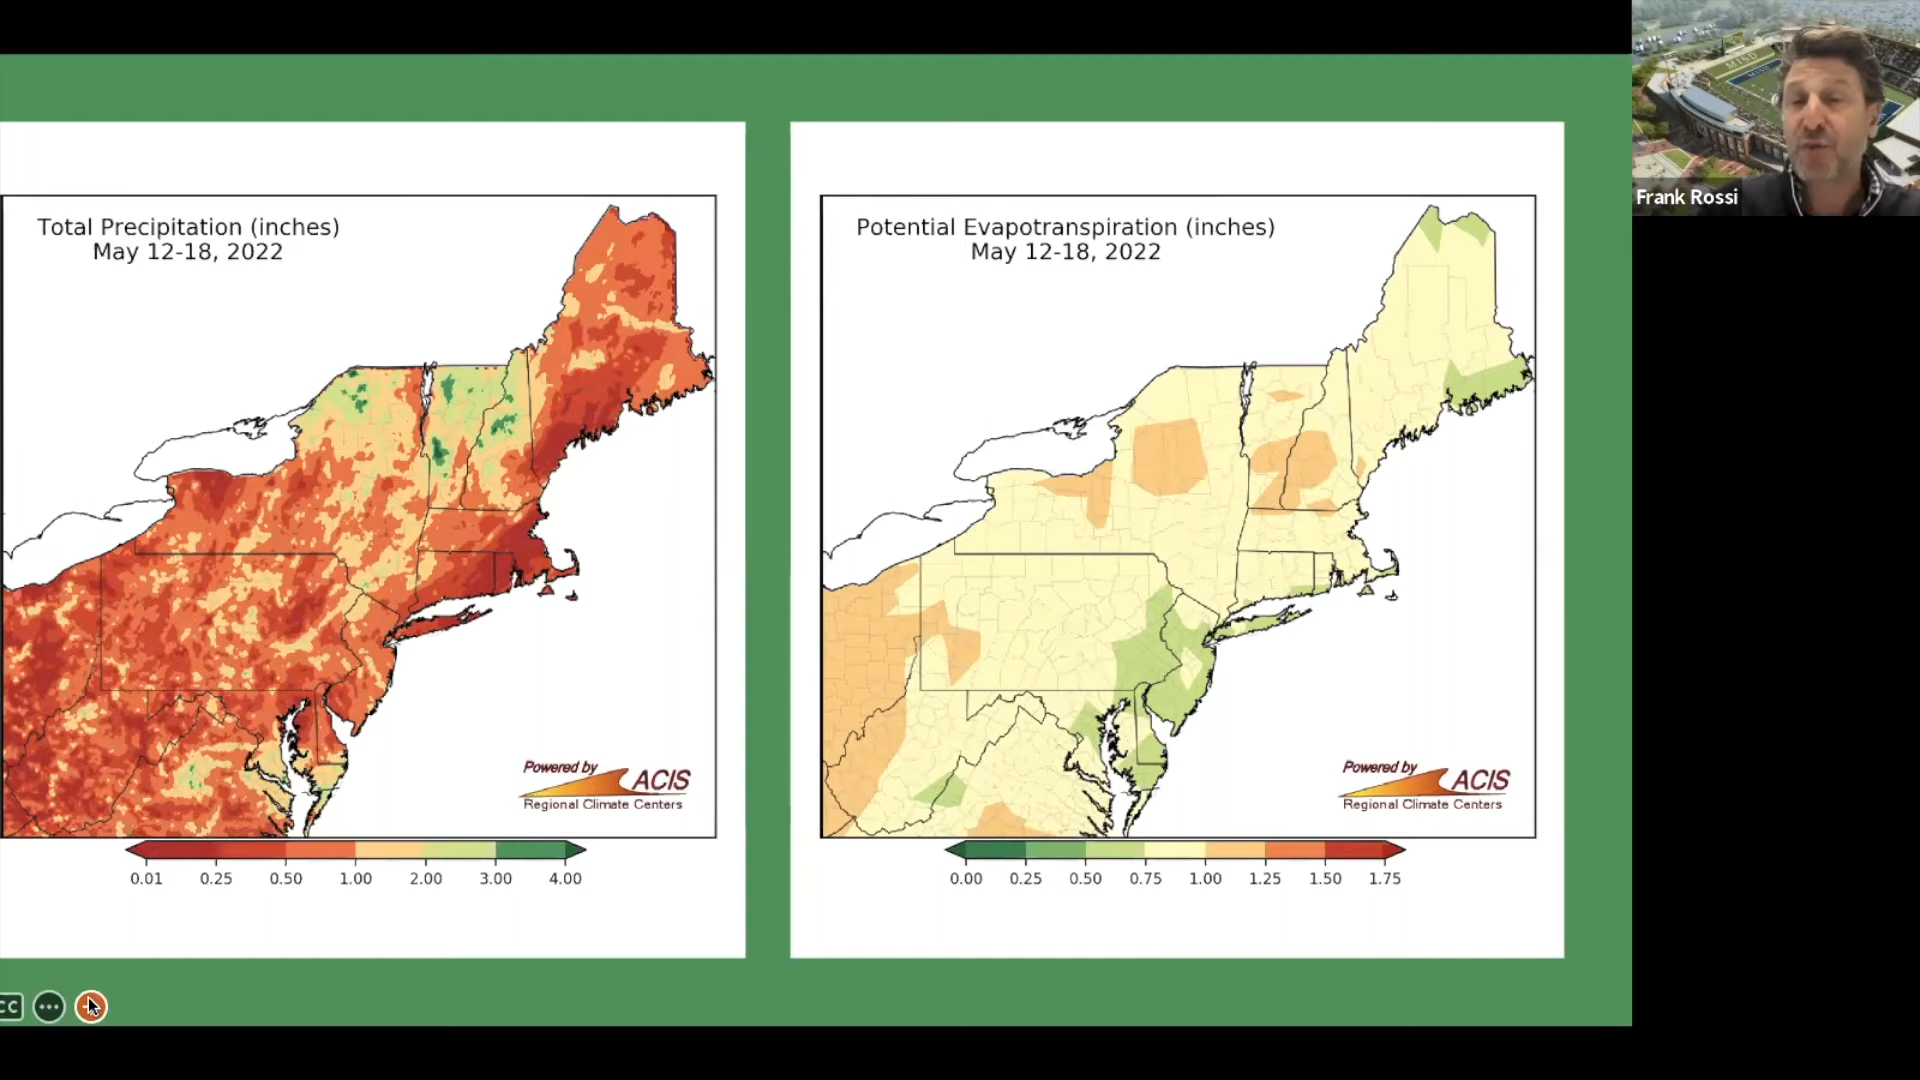 Total Precipitation (inches)
May 12-18, 2022
Powered by
ACIS
Regional Climate Centers
0.01 0.25 0.50 1.00 2.00 3.00 4.00
Potential Evapotranspiration (inches)
May 12-18, 2022
Powered by
ACIS
Regional Climate Centers
0.00 0.25 0.50 0.75 1.00 1.25 1.50 1.75
Frank Rossi
CC